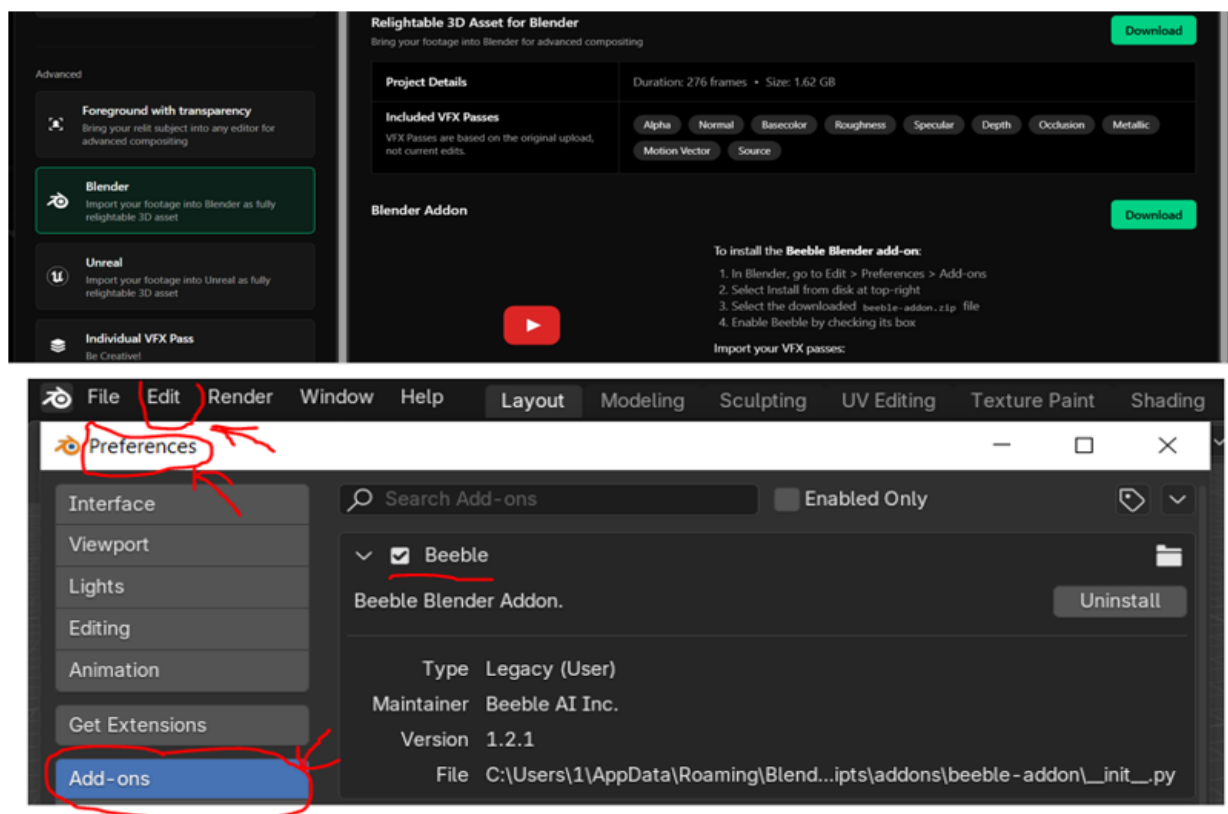 Relightable 3D Asset for Blender
Bring your footage into Blender for advanced compositing
Download
Advanced
Foreground with transparency
Bring your relit subject into any editor for
advanced compositing
Blender
Import your footage into Blender as fully
relightable 3D asset
Unreal
Import your footage into Unreal as fully
relightable 3D asset
Individual VFX Pass
Be Creative!
Project Details
Duration: 276 frames • Size: 1.62 GB
Included VFX Passes
VFX Passes are based on the original upload,
not current edits.
Alpha Normal Basecolor Roughness Specular Depth Occlusion Metallic
Motion Vector Source
Blender Addon
Download
To install the Beeble Blender add-on:
1. In Blender, go to Edit > Preferences > Add-ons
2. Select Install from disk at top-right
3. Select the downloaded beeble-addon.zip file
4. Enable Beeble by checking its box
Import your VFX passes:
File Edit Render Window Help Layout Modeling Sculpting UV Editing Texture Paint Shading
Preferences
Interface
Viewport
Lights
Editing
Animation
Get Extensions
Add-ons
Search Add-ons
Enabled Only
Beeble
Beeble Blender Addon.
Uninstall
Type Legacy (User)
Maintainer Beeble AI Inc.
Version 1.2.1
File C:\Users\1\AppData\Roaming\Blend...ipts\addons\beeble-addon\__init__.py